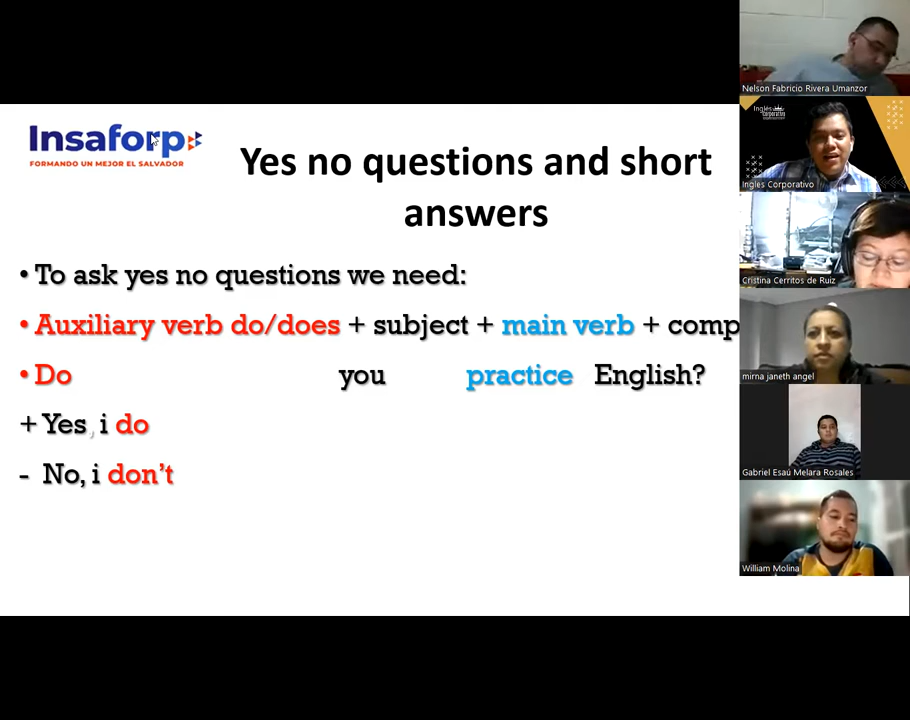 Insaforp
FORMANDO UN MEJOR EL SALVADOR
Yes no questions and short
answers
• To ask yes no questions we need:
• Auxiliary verb do/does + subject + main verb + comp
• Do you practice English?
+ Yes, i do
- No, i don't
Nelson Fabricio Rivera Umanzor
Inglés
Corporativo
Ingles Corporativo
Cristina Cerritos de Ruiz
mirna janeth angel
Gabriel Esaú Melara Rosales
William Molina